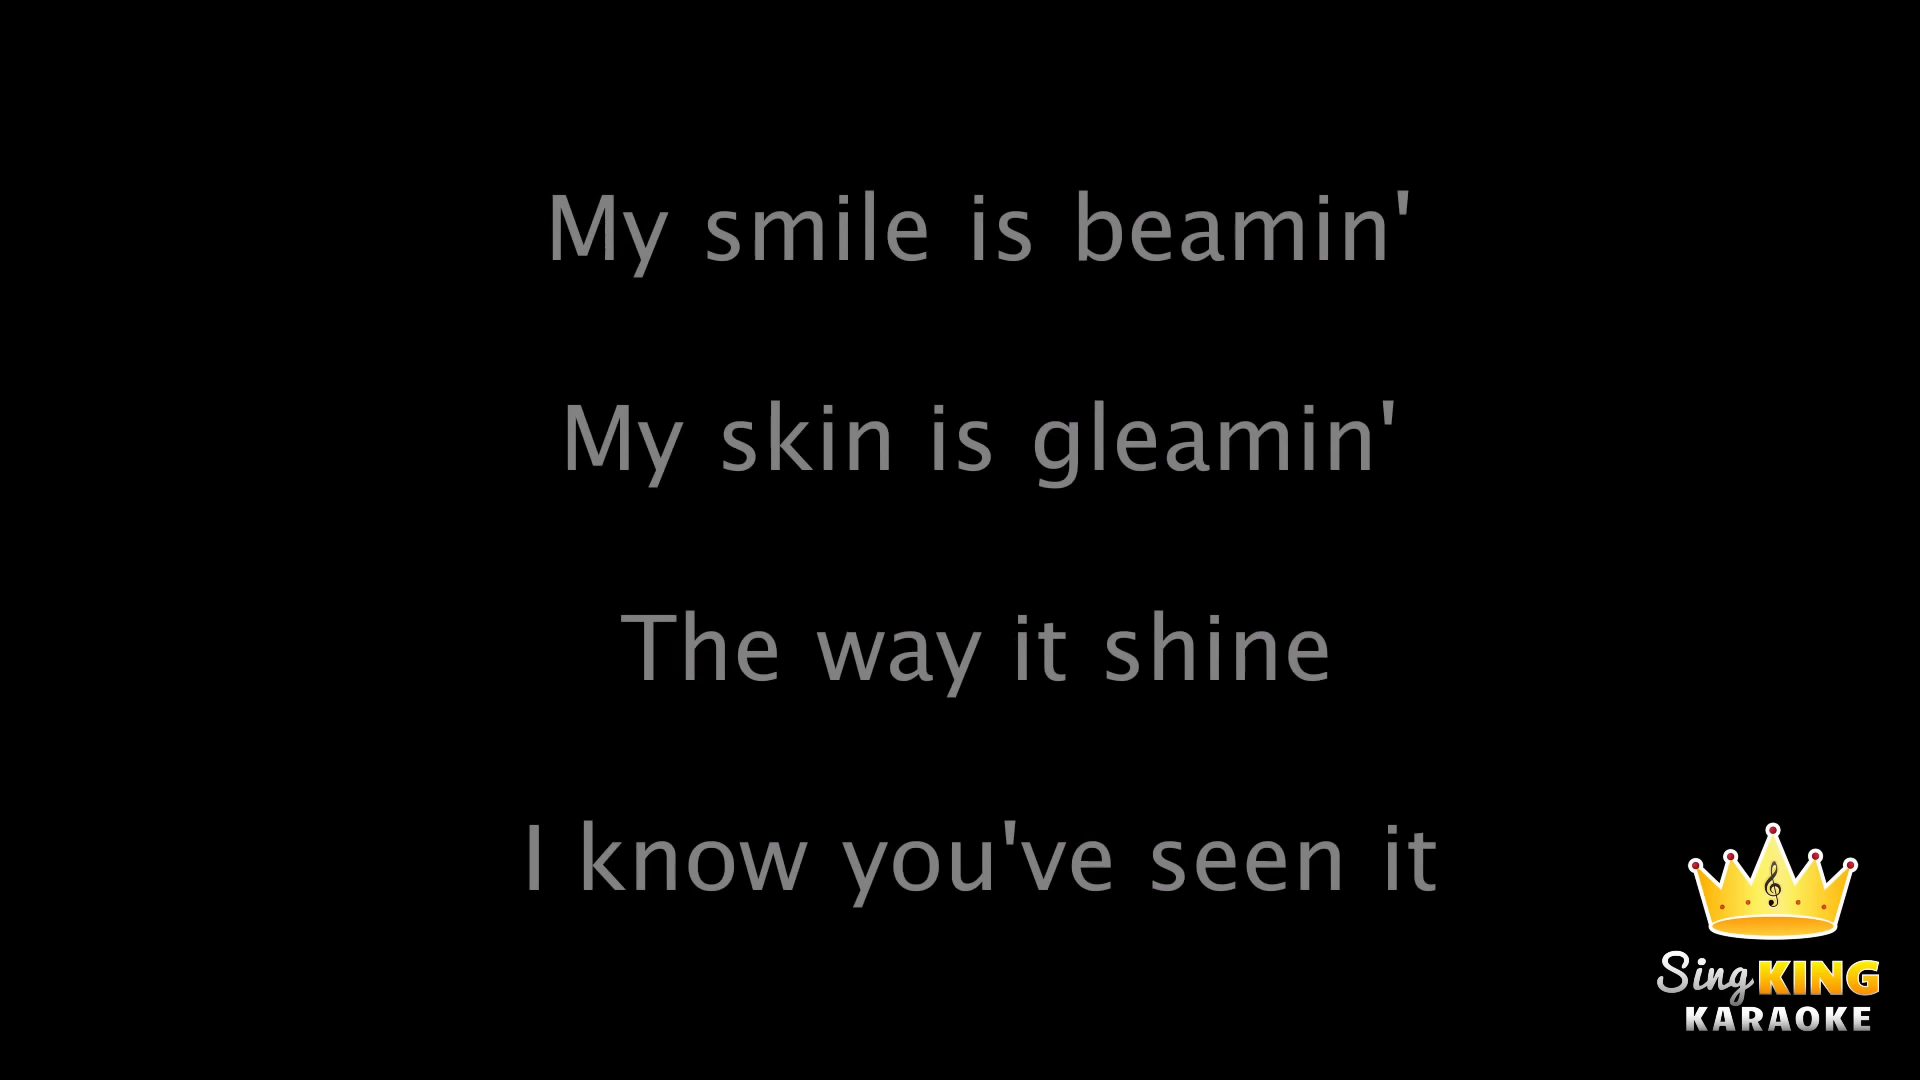 My smile is beamin'
My skin is gleamin'
The way it shine
I know you've seen it
Sing KING
KARAOKE